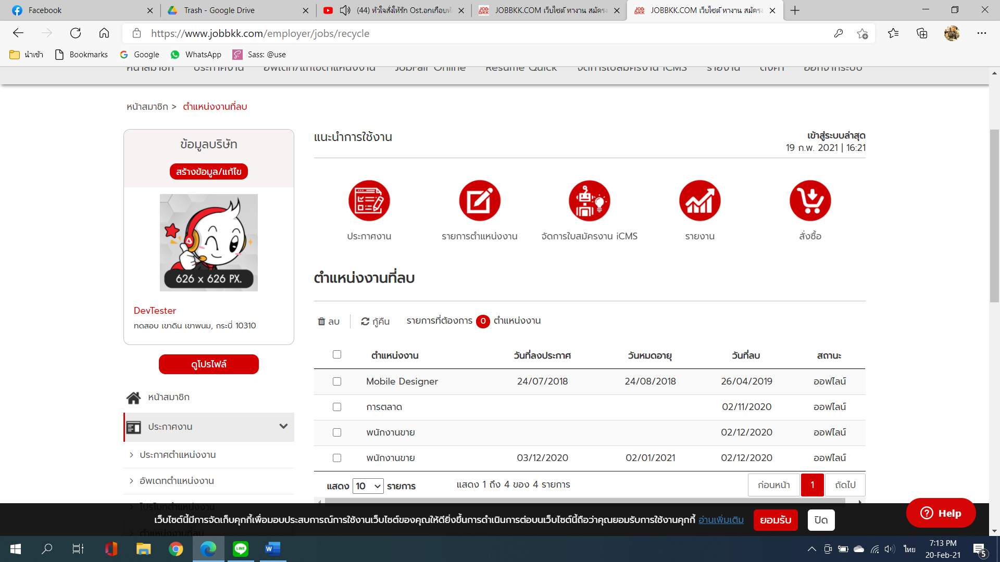 Facebook
Trash - Google Drive
(44) หัวใจสั่งให้รัก Ost.อกเกือบหั
JOBBKK.COM เว็บไซต์ หางาน สมัครง
JOBBKK.COM เว็บไซต์ หางาน สมัครง
https://www.jobbkk.com/employer/jobs/recycle
นำเข้า Bookmarks Google WhatsApp Sass: @use
หน้าสมาชิก ประกาศงาน อัพเดท/แก้ไขตำแหน่งงาน JobFair Online Resume Quick จัดการใบสมัครงาน iCMS รายงาน ตั้งค่า ออกจากระบบ
หน้าสมาชิก > ตำแหน่งงานที่ลบ
ข้อมูลบริษัท
สร้างข้อมูล/แก้ไข
626 x 626 PX.
DevTester
ทดสอบ เขาดิน เขาพนม, กระบี่ 10310
ดูโปรไฟล์
หน้าสมาชิก
ประกาศงาน
ประกาศตำแหน่งงาน
อัพเดทตำแหน่งงาน
โปรโมทตำแหน่งงาน
ตำแหน่งงานที่ลบ
แนะนำการใช้งาน
เข้าสู่ระบบล่าสุด
19 ก.พ. 2021 | 16:21
ประกาศงาน รายการตำแหน่งงาน จัดการใบสมัครงาน iCMS รายงาน สั่งซื้อ
ตำแหน่งงานที่ลบ
ลบ กู้คืน รายการที่ต้องการ 0 ตำแหน่งงาน
ตำแหน่งงาน วันที่ลงประกาศ วันหมดอายุ วันที่ลบ สถานะ
Mobile Designer 24/07/2018 24/08/2018 26/04/2019 ออฟไลน์
การตลาด 02/11/2020 ออฟไลน์
พนักงานขาย 02/12/2020 ออฟไลน์
พนักงานขาย 03/12/2020 02/01/2021 02/12/2020 ออฟไลน์
แสดง 10 รายการ แสดง 1 ถึง 4 ของ 4 รายการ ก่อนหน้า 1 ถัดไป
เว็บไซต์นี้มีการจัดเก็บคุกกี้เพื่อมอบประสบการณ์การใช้งานเว็บไซต์ของคุณให้ดียิ่งขึ้นการดำเนินการต่อบนเว็บไซต์นี้ถือว่าคุณยอมรับการใช้งานคุกกี้ อ่านเพิ่มเติม ยอมรับ ปิด
Help
ไทย
7:13 PM
20-Feb-21
5